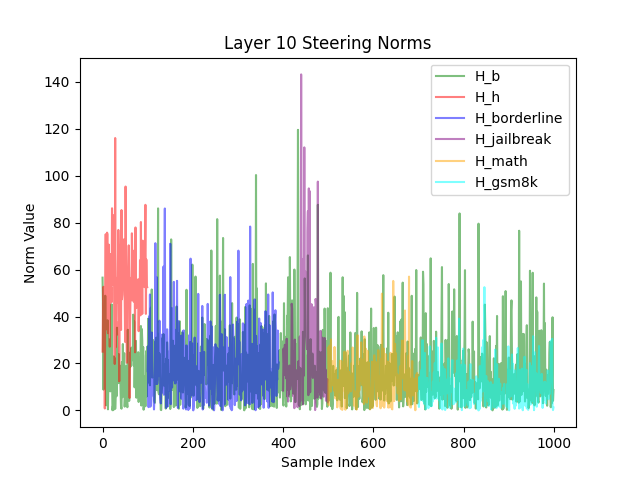 Layer 10 Steering Norms
H_b
H_h
H_borderline
H_jailbreak
H_math
H_gsm8k
Norm Value
140
120
100
80
60
40
20
0
0 200 400 600 800 1000
Sample Index